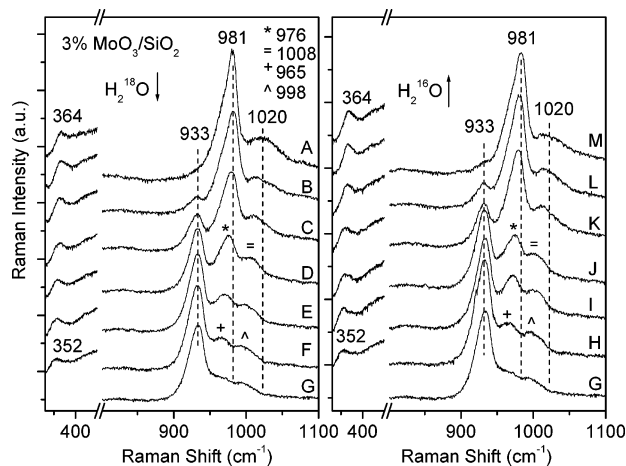 3% MoO3/SiO2
981
* 976
= 1008
+ 965
^ 998
H2^18O ↓
364
933
1020
A
B
C
* =
D
E
+ ^
352
F
G
400 900 1000 1100
Raman Shift (cm-1)
Raman Intensity (a.u.)
981
H2^16O ↑
364
933
1020
M
L
K
* =
J
I
+ ^
352
H
G
400 900 1000 1100
Raman Shift (cm-1)